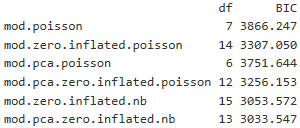 df BIC
mod.poisson 7 3866.247
mod.zero.inflated.poisson 14 3307.050
mod.pca.poisson 6 3751.644
mod.pca.zero.inflated.poisson 12 3256.153
mod.zero.inflated.nb 15 3053.572
mod.pca.zero.inflated.nb 13 3033.547